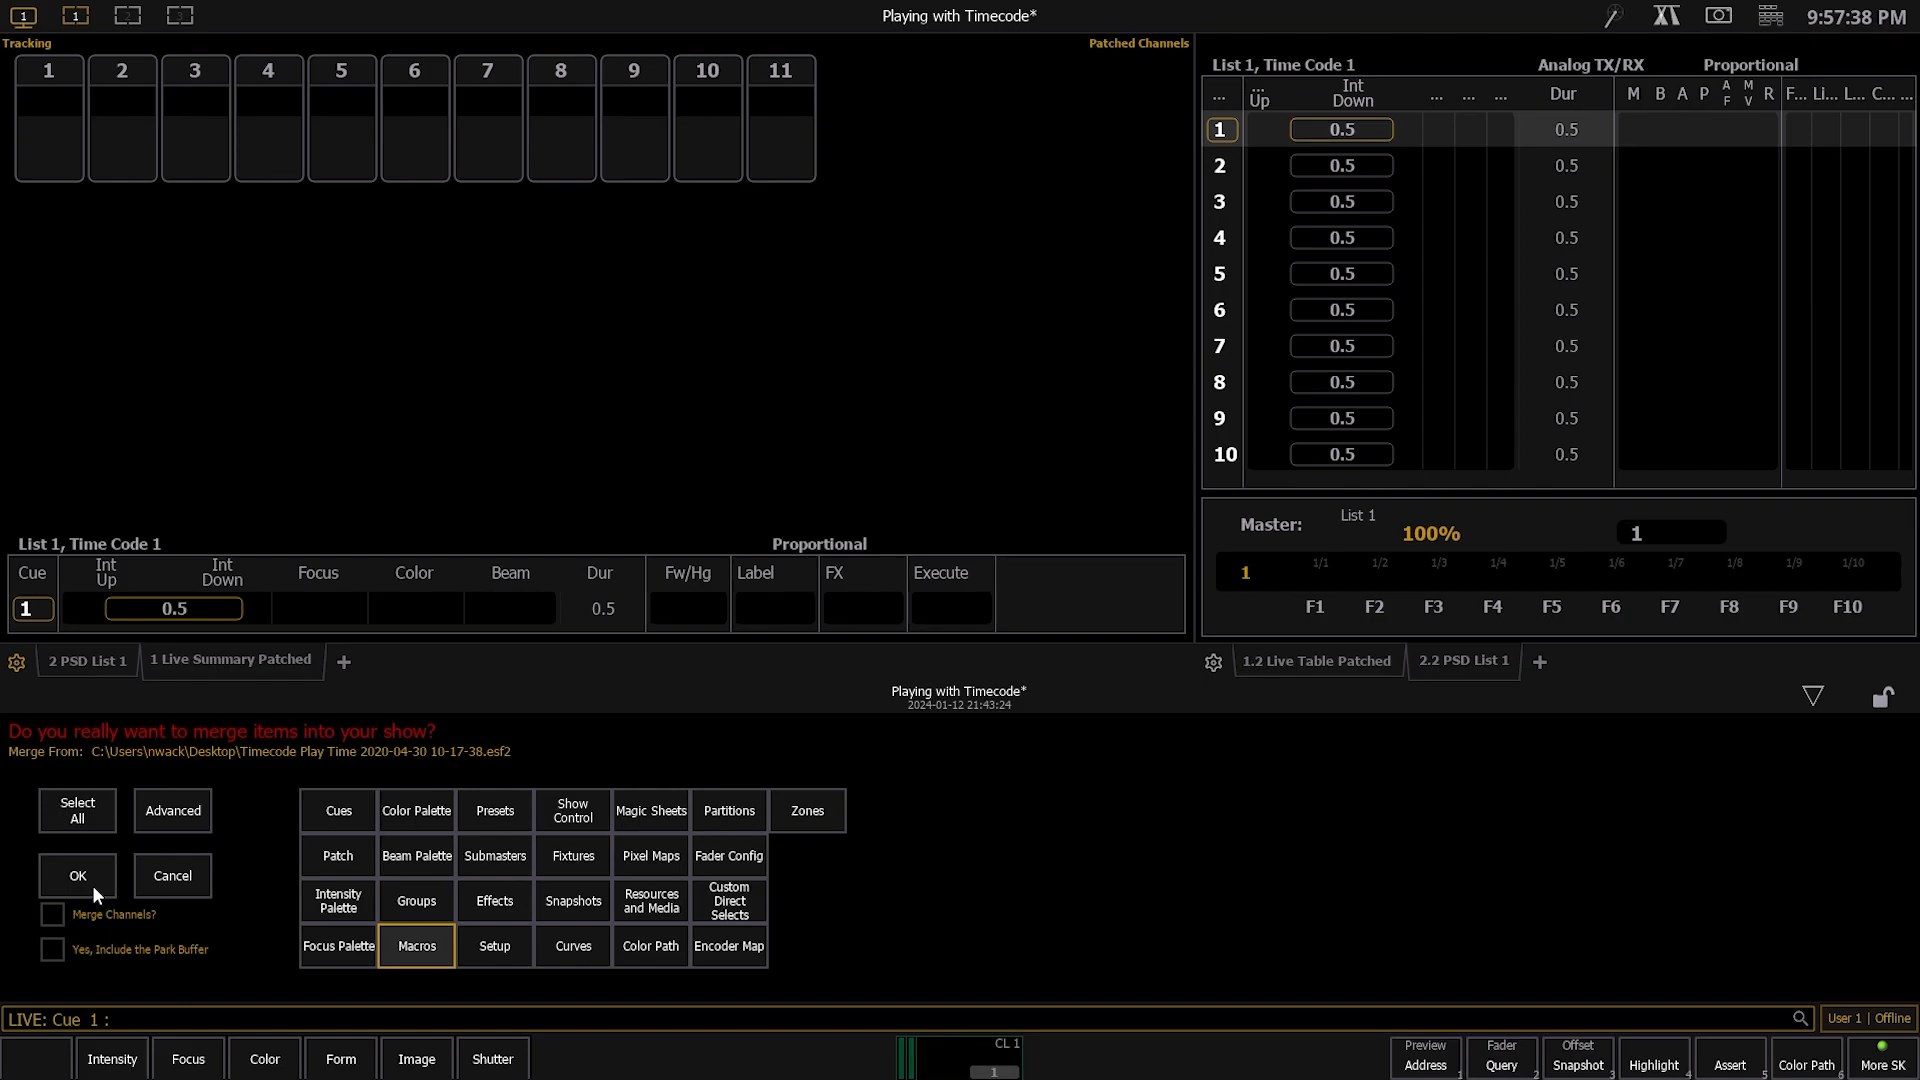 1 1 2 3 Playing with Timecode* 9:57:38 PM
Tracking Patched Channels
1 2 3 4 5 6 7 8 9 10 11
List 1, Time Code 1 Analog TX/RX Proportional
... ... Up Int Down ... ... ... Dur M B A P A F M V R F... Li... L... C... ...
1 0.5 0.5
2 0.5 0.5
3 0.5 0.5
4 0.5 0.5
5 0.5 0.5
6 0.5 0.5
7 0.5 0.5
8 0.5 0.5
9 0.5 0.5
10 0.5 0.5
Master: List 1 100% 1
1 1/1 1/2 1/3 1/4 1/5 1/6 1/7 1/8 1/9 1/10
F1 F2 F3 F4 F5 F6 F7 F8 F9 F10
List 1, Time Code 1 Proportional
Cue Int Up Int Down Focus Color Beam Dur Fw/Hg Label FX Execute
1 0.5 0.5
2 PSD List 1 1 Live Summary Patched + 1.2 Live Table Patched 2.2 PSD List 1 +
Playing with Timecode*
2024-01-12 21:43:24
Do you really want to merge items into your show?
Merge From: C:\Users\nwack\Desktop\Timecode Play Time 2020-04-30 10-17-38.esf2
Select All Advanced Cues Color Palette Presets Show Control Magic Sheets Partitions Zones
Patch Beam Palette Submasters Fixtures Pixel Maps Fader Config
OK Cancel
Intensity Palette Groups Effects Snapshots Resources and Media Custom Direct Selects
Merge Channels?
Yes, Include the Park Buffer Focus Palette Macros Setup Curves Color Path Encoder Map
LIVE: Cue 1 : User 1 | Offline
Intensity Focus Color Form Image Shutter CL 1 1
Preview Address 1 Fader Query 2 Offset Snapshot 3 Highlight 4 Assert 5 Color Path 6 More SK